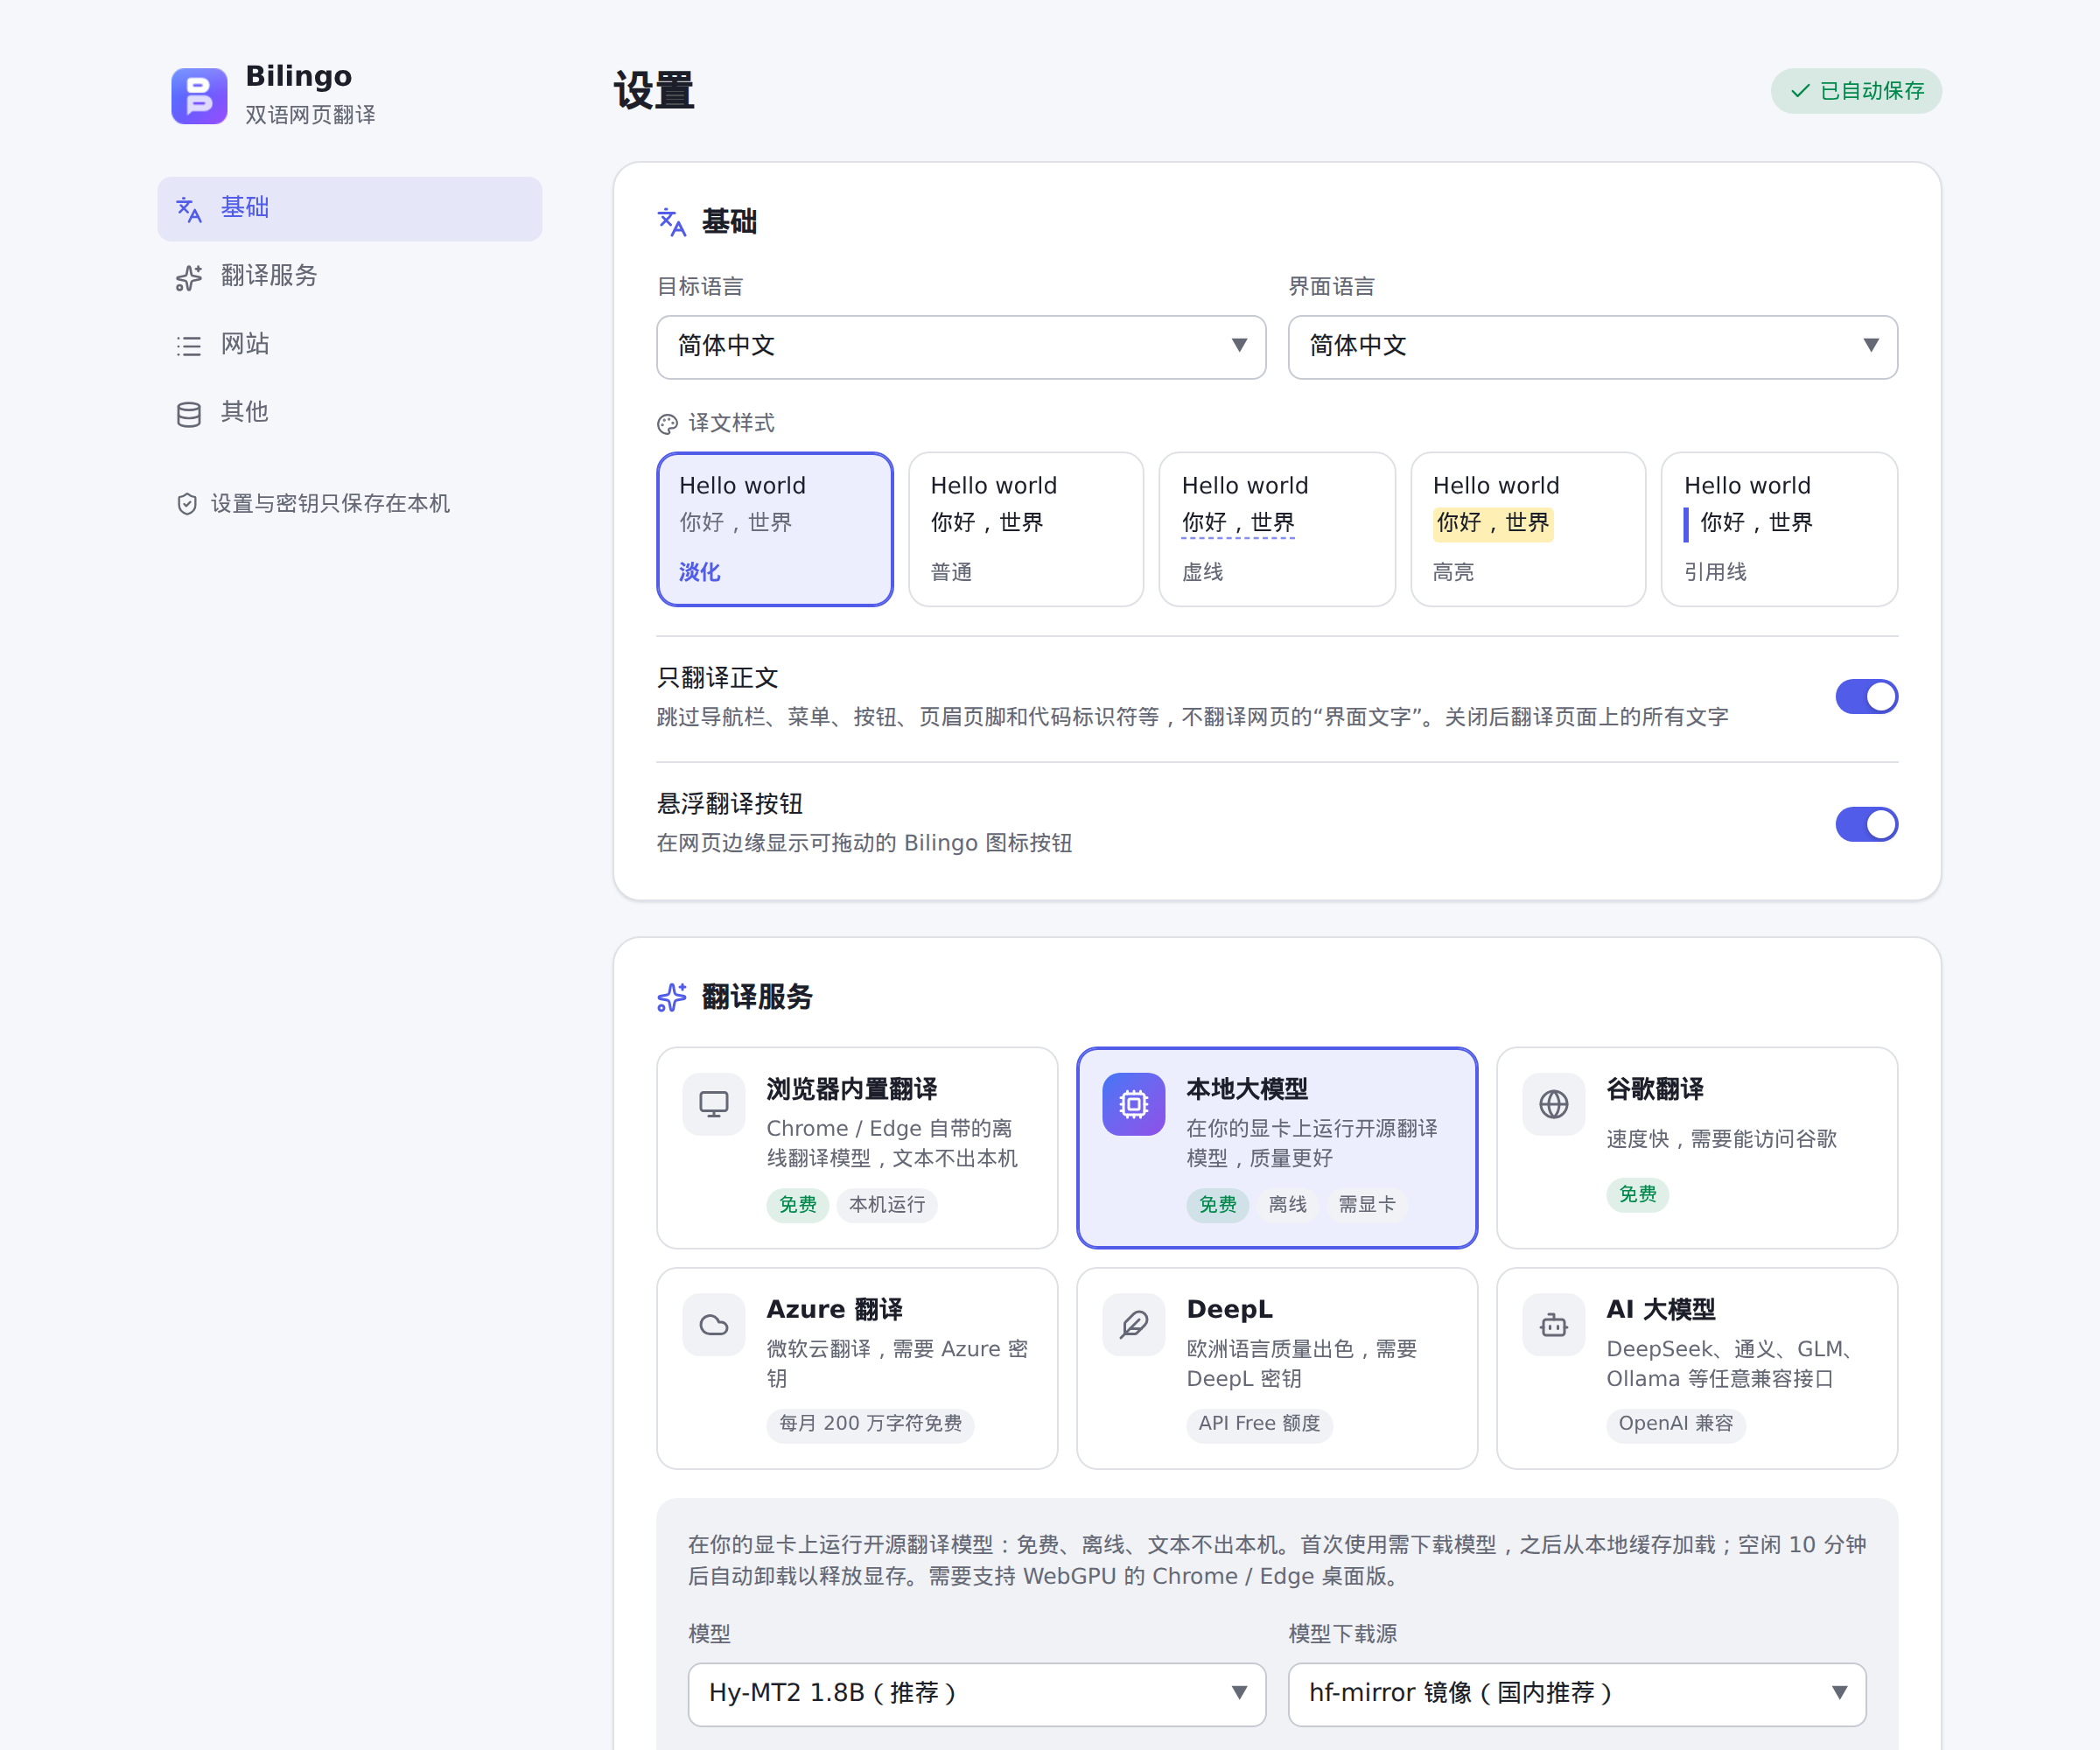 Bilingo
双语网页翻译
基础
翻译服务
网站
其他
设置与密钥只保存在本机
设置
已自动保存
基础
目标语言
界面语言
简体中文
简体中文
译文样式
Hello world
你好，世界
淡化
Hello world
你好，世界
普通
Hello world
你好，世界
虚线
Hello world
你好，世界
高亮
Hello world
你好，世界
引用线
只翻译正文
跳过导航栏、菜单、按钮、页眉页脚和代码标识符等，不翻译网页的“界面文字”。关闭后翻译页面上的所有文字
悬浮翻译按钮
在网页边缘显示可拖动的 Bilingo 图标按钮
翻译服务
浏览器内置翻译
Chrome / Edge 自带的离
线翻译模型，文本不出本机
免费 本机运行
本地大模型
在你的显卡上运行开源翻译
模型，质量更好
免费 离线 需显卡
谷歌翻译
速度快，需要能访问谷歌
免费
Azure 翻译
微软云翻译，需要 Azure 密
钥
每月 200 万字符免费
DeepL
欧洲语言质量出色，需要
DeepL 密钥
API Free 额度
AI 大模型
DeepSeek、通义、GLM、
Ollama 等任意兼容接口
OpenAI 兼容
在你的显卡上运行开源翻译模型：免费、离线、文本不出本机。首次使用需下载模型，之后从本地缓存加载；空闲 10 分钟
后自动卸载以释放显存。需要支持 WebGPU 的 Chrome / Edge 桌面版。
模型
模型下载源
Hy-MT2 1.8B（推荐）
hf-mirror 镜像（国内推荐）